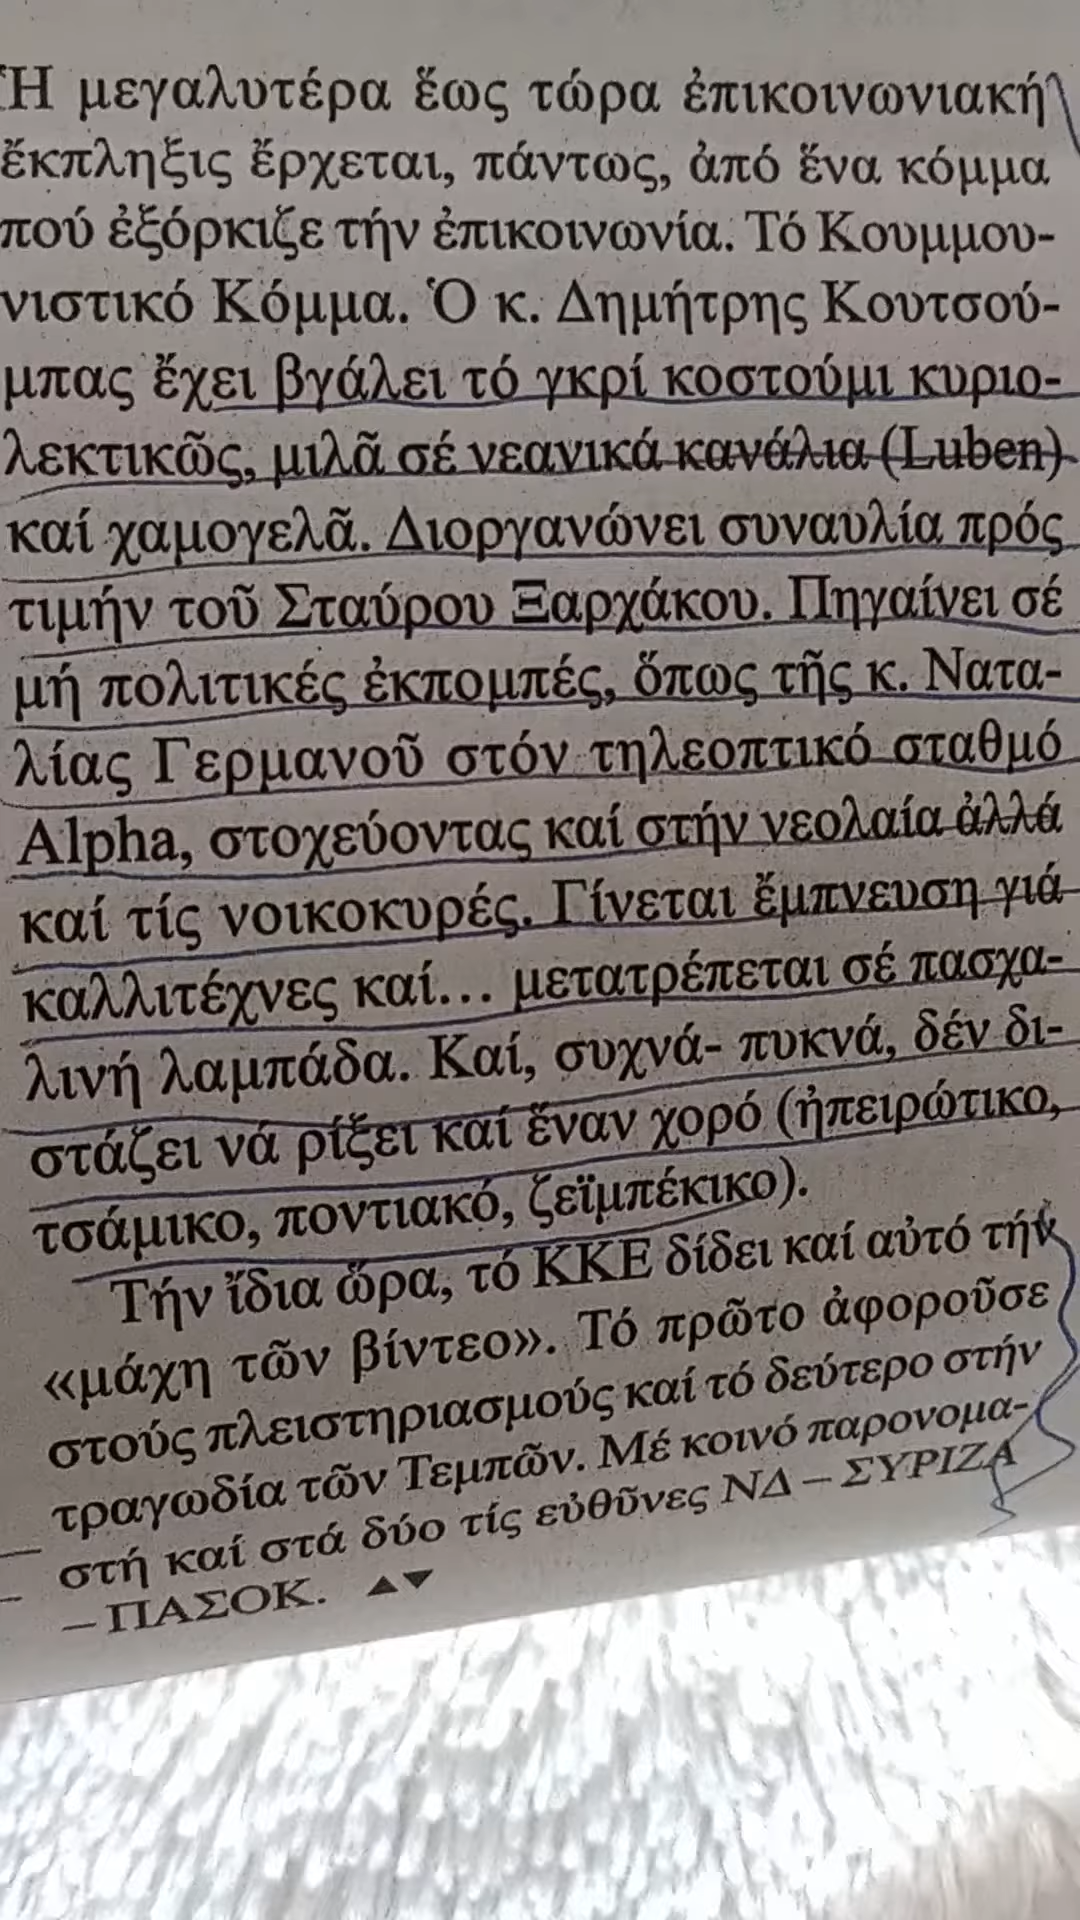 Ἡ μεγαλυτέρα ἕως τώρα ἐπικοινωνιακή
ἔκπληξις ἔρχεται, πάντως, ἀπό ἕνα κόμμα
πού ἐξόρκιζε τήν ἐπικοινωνία. Τό Κουμμου-
νιστικό Κόμμα. Ὁ κ. Δημήτρης Κουτσού-
μπας ἔχει βγάλει τό γκρί κοστούμι κυριο-
λεκτικῶς, μιλᾶ σέ νεανικά κανάλια (Luben)
καί χαμογελᾶ. Διοργανώνει συναυλία πρός
τιμήν τοῦ Σταύρου Ξαρχάκου. Πηγαίνει σέ
μή πολιτικές ἐκπομπές, ὅπως τῆς κ. Νατα-
λίας Γερμανοῦ στόν τηλεοπτικό σταθμό
Alpha, στοχεύοντας καί στήν νεολαία ἀλλά
καί τίς νοικοκυρές. Γίνεται ἔμπνευση γιά
καλλιτέχνες καί... μετατρέπεται σέ πασχα-
λινή λαμπάδα. Καί, συχνά- πυκνά, δέν δι-
στάζει νά ρίξει καί ἕναν χορό (ἠπειρώτικο,
τσάμικο, ποντιακό, ζεϊμπέκικο).
Τήν ἴδια ὥρα, τό ΚΚΕ δίδει καί αὐτό τήν
«μάχη τῶν βίντεο». Τό πρῶτο ἀφοροῦσε
στούς πλειστηριασμούς καί τό δεύτερο στήν
τραγωδία τῶν Τεμπῶν. Μέ κοινό παρονομα-
στή καί στά δύο τίς εὐθῦνες ΝΔ – ΣΥΡΙΖΑ
– ΠΑΣΟΚ. ▲▼